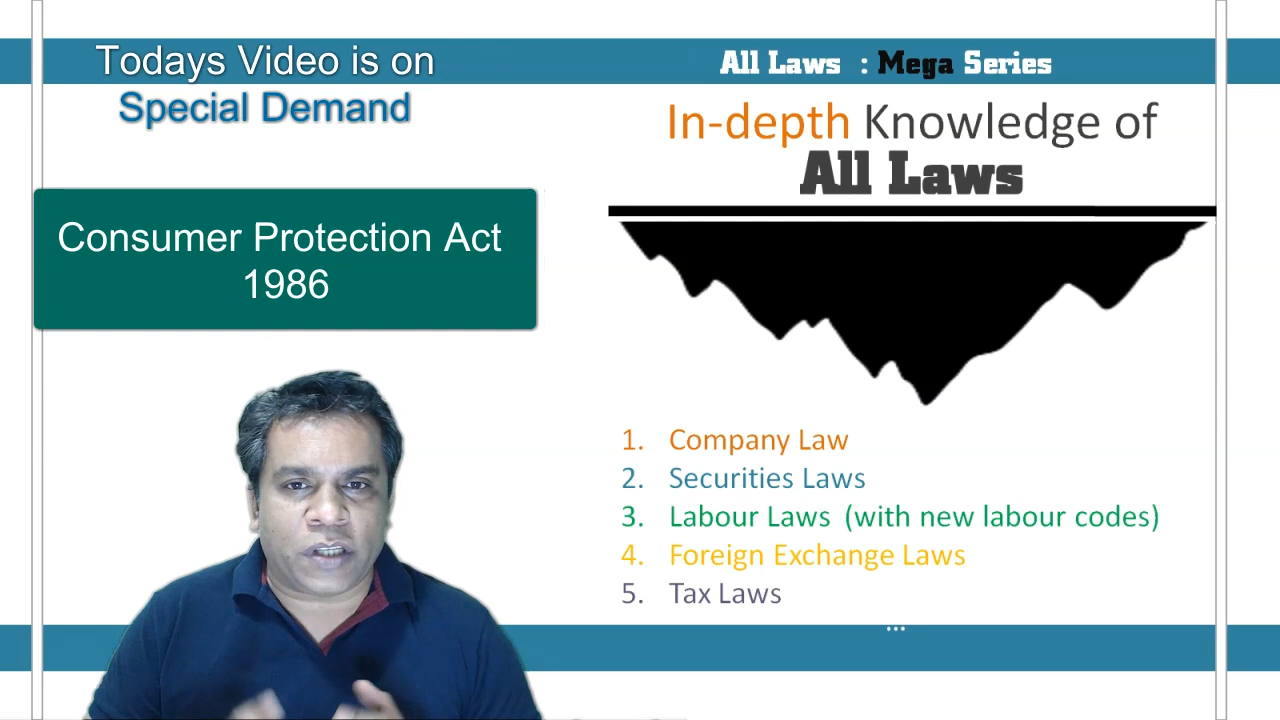 Todays Video is on
Special Demand
Consumer Protection Act
1986
All Laws : Mega Series
In-depth Knowledge of
All Laws
1. Company Law
2. Securities Laws
3. Labour Laws (with new labour codes)
4. Foreign Exchange Laws
5. Tax Laws
...